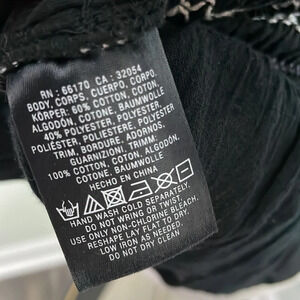 RN : 66170 CA : 32054
BODY, CORPS, CUERPO, CORPO,
KÖRPER: 60% COTTON, COTON,
ALGODÓN, COTONE, BAUMWOLLE
40% POLYESTER, POLYESTER,
POLIÉSTER, POLIESTERE, POLYESTER
TRIM, BORDURE, ADORNOS,
GUARNIZIONI, TRIMM:
100% COTTON, COTON, ALGODÓN,
COTONE, BAUMWOLLE
HECHO EN CHINA
HAND WASH COLD SEPARATELY.
DO NOT WRING OR TWIST.
USE ONLY NON-CHLORINE BLEACH.
RESHAPE LAY FLAT TO DRY.
LOW IRON AS NEEDED.
DO NOT DRY CLEAN.